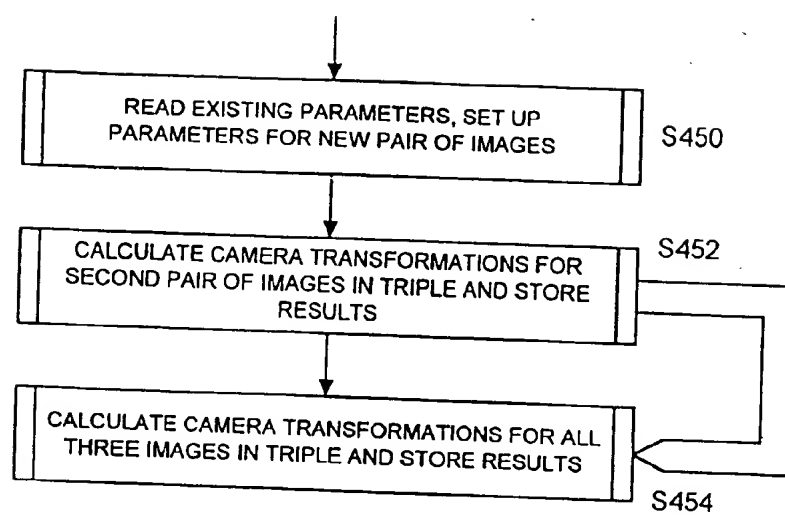 READ EXISTING PARAMETERS, SET UP
PARAMETERS FOR NEW PAIR OF IMAGES
S450
CALCULATE CAMERA TRANSFORMATIONS FOR
SECOND PAIR OF IMAGES IN TRIPLE AND STORE
RESULTS
S452
CALCULATE CAMERA TRANSFORMATIONS FOR ALL
THREE IMAGES IN TRIPLE AND STORE RESULTS
S454